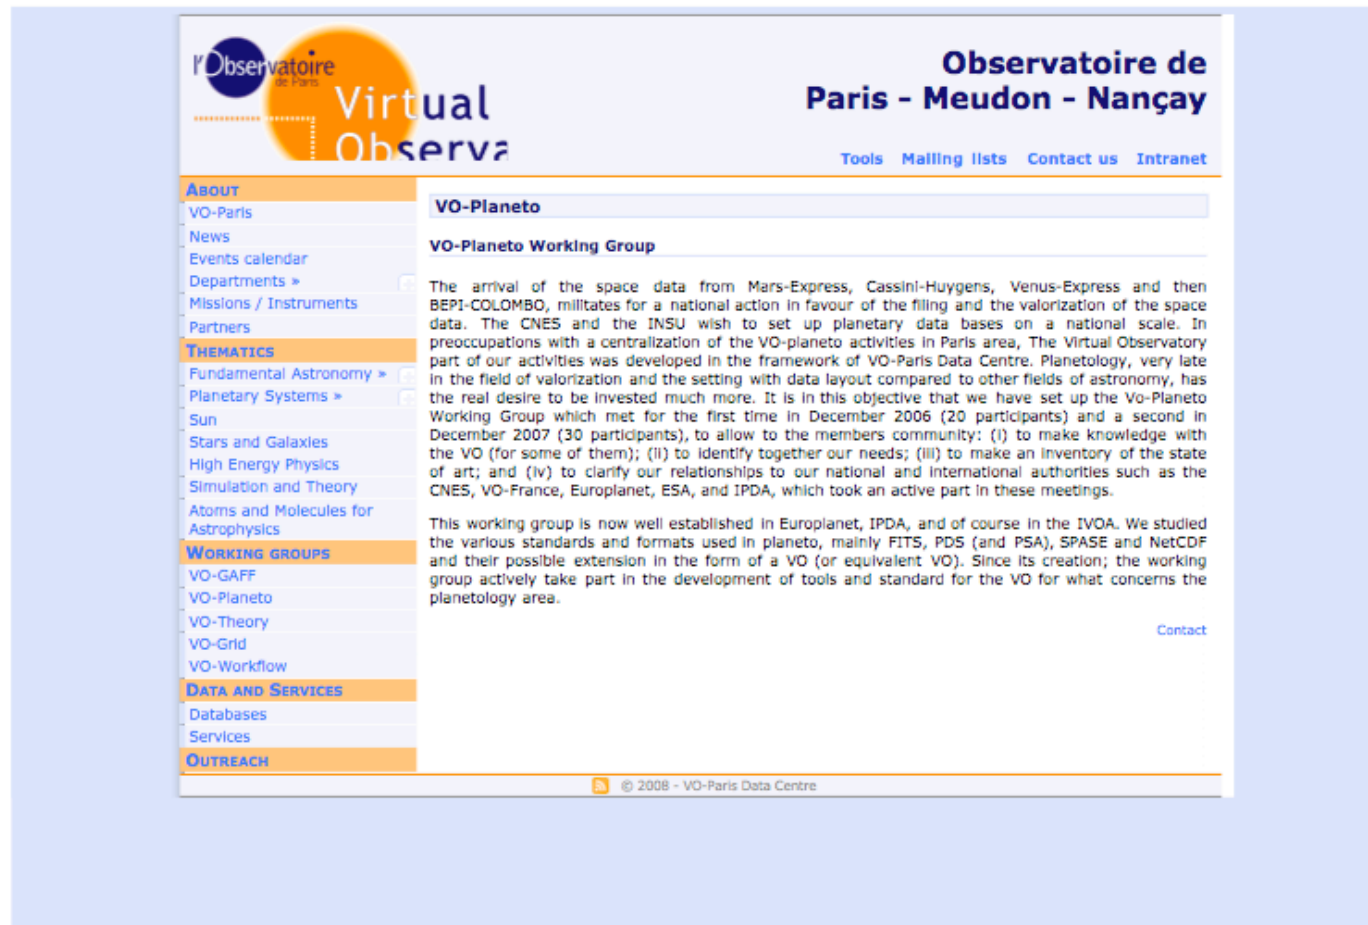 l'Observatoire
de Paris
Virtual
Observa
Observatoire de
Paris - Meudon - Nançay
Tools Mailing lists Contact us Intranet
ABOUT
VO-Paris
News
Events calendar
Departments »
Missions / Instruments
Partners
THEMATICS
Fundamental Astronomy »
Planetary Systems »
Sun
Stars and Galaxies
High Energy Physics
Simulation and Theory
Atoms and Molecules for
Astrophysics
WORKING GROUPS
VO-GAFF
VO-Planeto
VO-Theory
VO-Grid
VO-Workflow
DATA AND SERVICES
Databases
Services
OUTREACH
VO-Planeto
VO-Planeto Working Group
The arrival of the space data from Mars-Express, Cassini-Huygens, Venus-Express and then
BEPI-COLOMBO, militates for a national action in favour of the filing and the valorization of the space
data. The CNES and the INSU wish to set up planetary data bases on a national scale. In
preoccupations with a centralization of the VO-planeto activities in Paris area, The Virtual Observatory
part of our activities was developed in the framework of VO-Paris Data Centre. Planetology, very late
in the field of valorization and the setting with data layout compared to other fields of astronomy, has
the real desire to be invested much more. It is in this objective that we have set up the Vo-Planeto
Working Group which met for the first time in December 2006 (20 participants) and a second in
December 2007 (30 participants), to allow to the members community: (i) to make knowledge with
the VO (for some of them); (ii) to identify together our needs; (iii) to make an inventory of the state
of art; and (iv) to clarify our relationships to our national and international authorities such as the
CNES, VO-France, Europlanet, ESA, and IPDA, which took an active part in these meetings.
This working group is now well established in Europlanet, IPDA, and of course in the IVOA. We studied
the various standards and formats used in planeto, mainly FITS, PDS (and PSA), SPASE and NetCDF
and their possible extension in the form of a VO (or equivalent VO). Since its creation; the working
group actively take part in the development of tools and standard for the VO for what concerns the
planetology area.
Contact
© 2008 - VO-Paris Data Centre